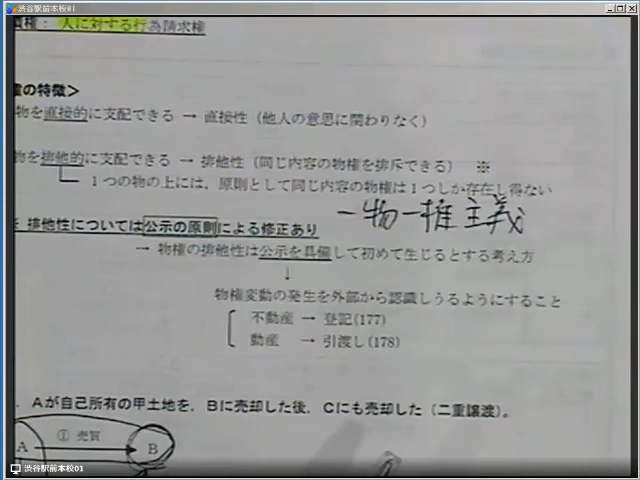 渋谷駅前本校01
債権：人に対する行為請求権
権の特徴＞
物を直接的に支配できる → 直接性（他人の意思に関わりなく）
物を排他的に支配できる → 排他性（同じ内容の物権を排斥できる） ※
１つの物の上には，原則として同じ内容の物権は１つしか存在し得ない
一物一権主義
※ 排他性については公示の原則による修正あり
→ 物権の排他性は公示を具備して初めて生じるとする考え方
↓
物権変動の発生を外部から認識しうるようにすること
不動産 → 登記(177)
動産 → 引渡し(178)
．Ａが自己所有の甲土地を，Ｂに売却した後，Ｃにも売却した（二重譲渡）。
① 売買
A B
渋谷駅前本校01